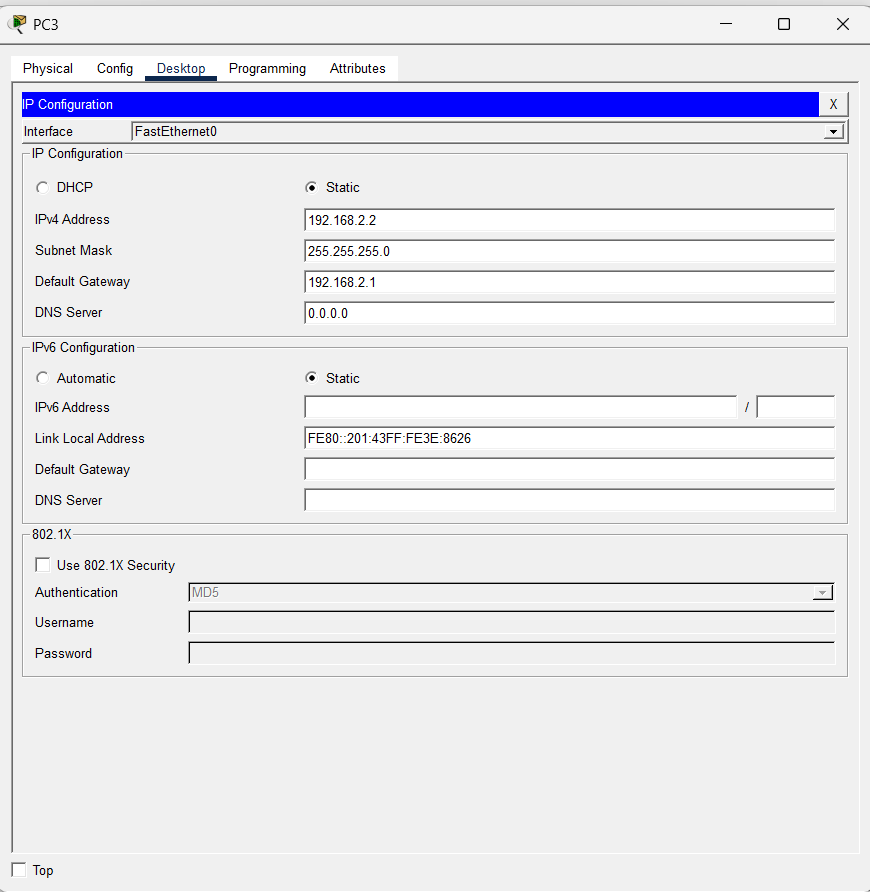 PC3
Physical Config Desktop Programming Attributes
IP Configuration X
Interface FastEthernet0
IP Configuration
DHCP Static
IPv4 Address 192.168.2.2
Subnet Mask 255.255.255.0
Default Gateway 192.168.2.1
DNS Server 0.0.0.0
IPv6 Configuration
Automatic Static
IPv6 Address /
Link Local Address FE80::201:43FF:FE3E:8626
Default Gateway
DNS Server
802.1X
Use 802.1X Security
Authentication MD5
Username
Password
Top